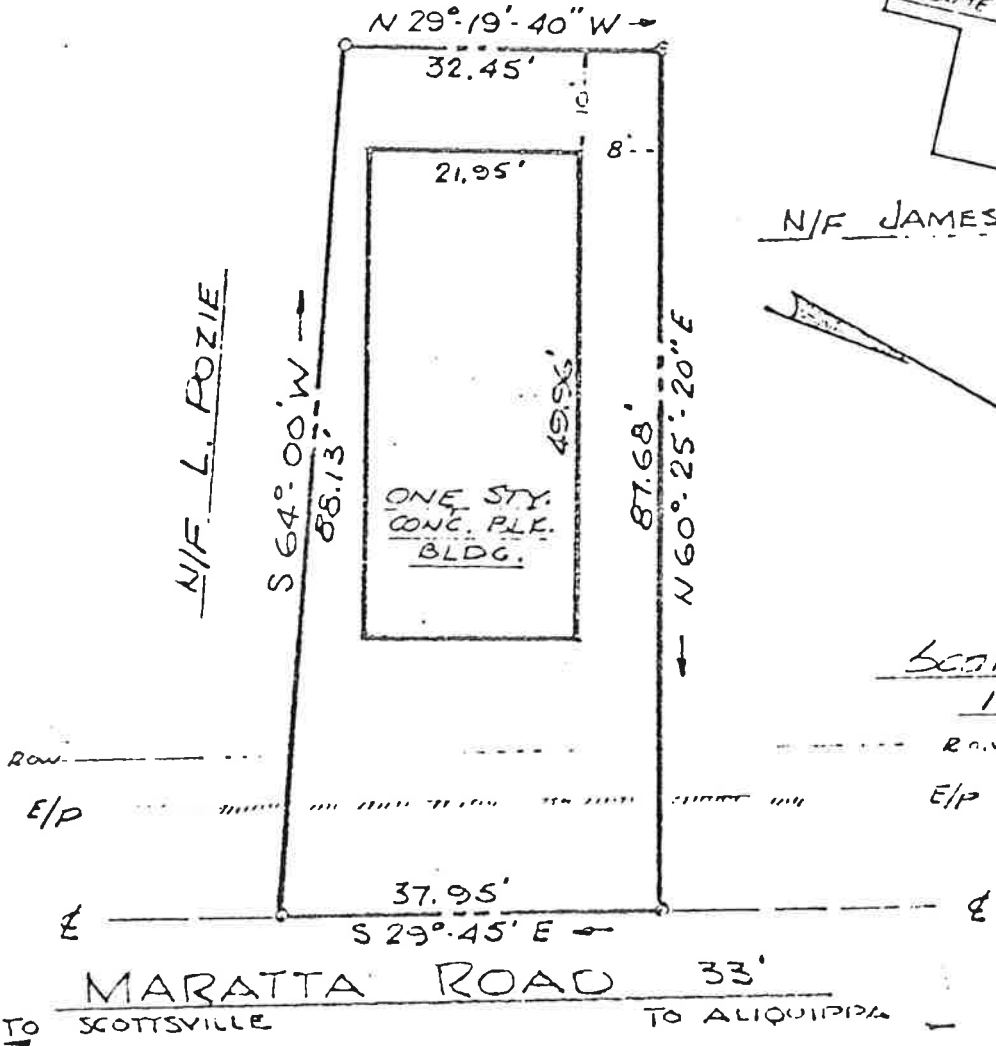 N 29°-19'-40" W
32.45'
10'
8'
21.95'
N/F JAMES
N/F L. POZIE
S 64°-00' W
88.13'
49.96'
87.68'
N 60°-25'-20" E
ONE STY.
CONC. BLK.
BLDG.
ROW
E/P
E/P
37.95'
S 29°-45' E
℄
℄
MARATTA ROAD 33'
TO SCOTTSVILLE
TO ALIQUIPPA